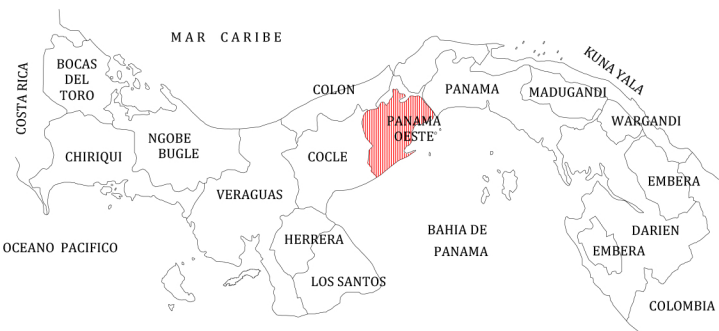 MAR CARIBE
KUNA YALA
BOCAS
DEL
TORO
COSTA RICA
COLON
PANAMA
MADUGANDI
WARGANDI
PANAMA
OESTE
NGOBE
BUGLE
CHIRIQUI
COCLE
EMBERA
VERAGUAS
HERRERA
BAHIA DE
PANAMA
DARIEN
EMBERA
OCEANO PACIFICO
LOS SANTOS
COLOMBIA